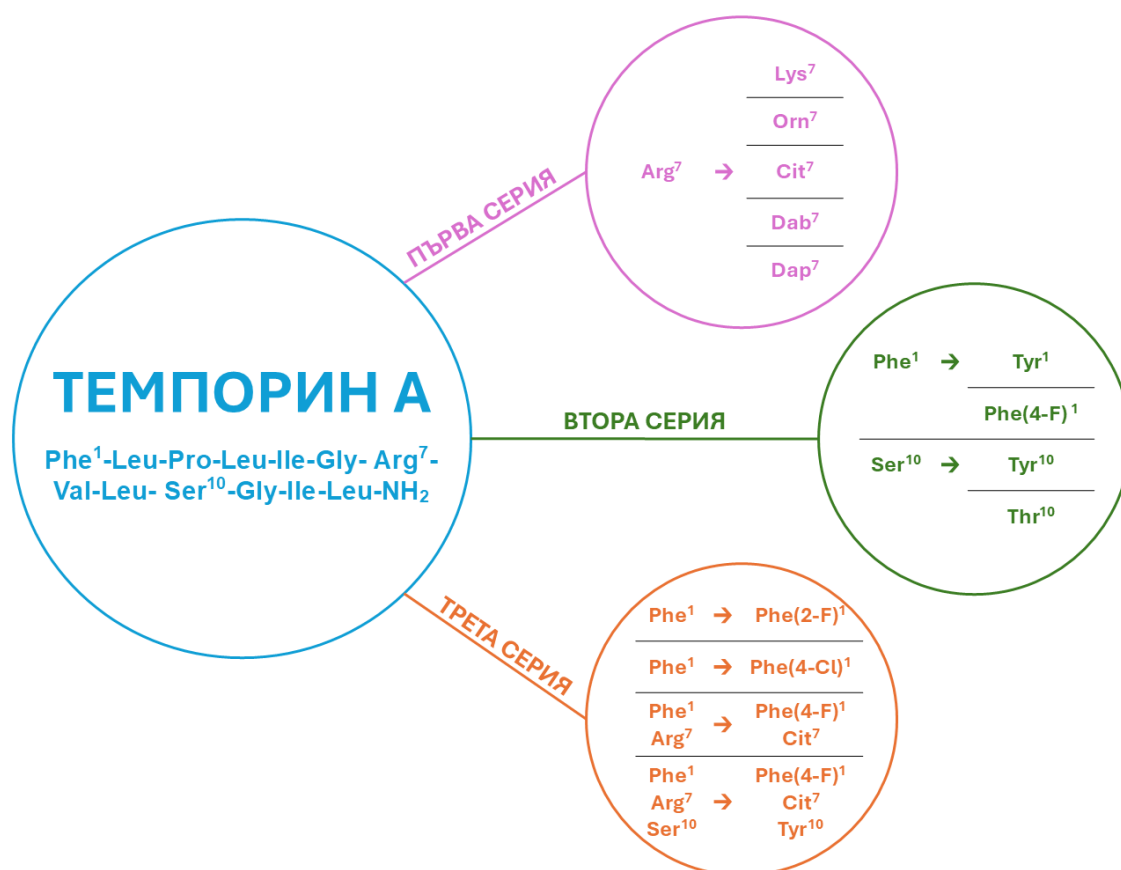 ТЕМПОРИН А
Phe¹-Leu-Pro-Leu-Ile-Gly- Arg⁷-
Val-Leu- Ser¹⁰-Gly-Ile-Leu-NH₂
ПЪРВА СЕРИЯ
Lys⁷
Orn⁷
Arg⁷ → Cit⁷
Dab⁷
Dap⁷
ВТОРА СЕРИЯ
Phe¹ → Tyr¹
Phe(4-F)¹
Ser¹⁰ → Tyr¹⁰
Thr¹⁰
ТРЕТА СЕРИЯ
Phe¹ → Phe(2-F)¹
Phe¹ → Phe(4-Cl)¹
Phe¹ Phe(4-F)¹
Arg⁷ → Cit⁷
Phe¹ Phe(4-F)¹
Arg⁷ → Cit⁷
Ser¹⁰ Tyr¹⁰